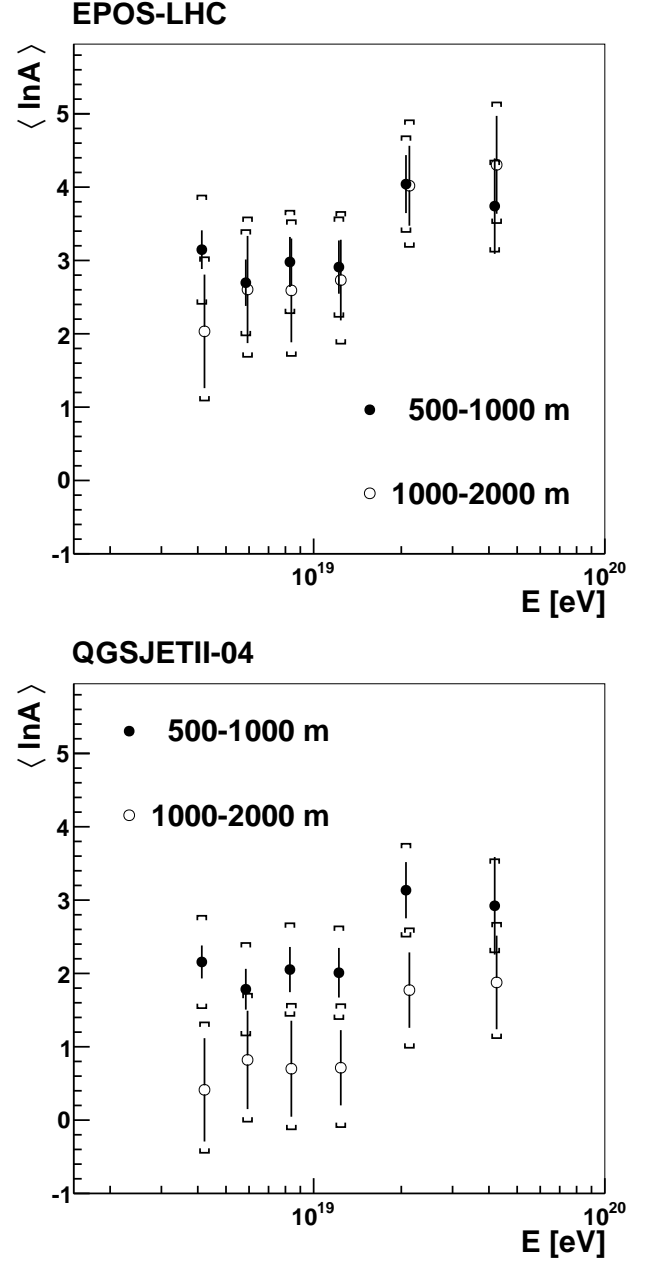 EPOS-LHC
⟨ lnA ⟩
5
4
3
2
1
0
-1
500-1000 m
1000-2000 m
10^19
10^20
E [eV]
QGSJETII-04
⟨ lnA ⟩
500-1000 m
1000-2000 m
5
4
3
2
1
0
-1
10^19
10^20
E [eV]